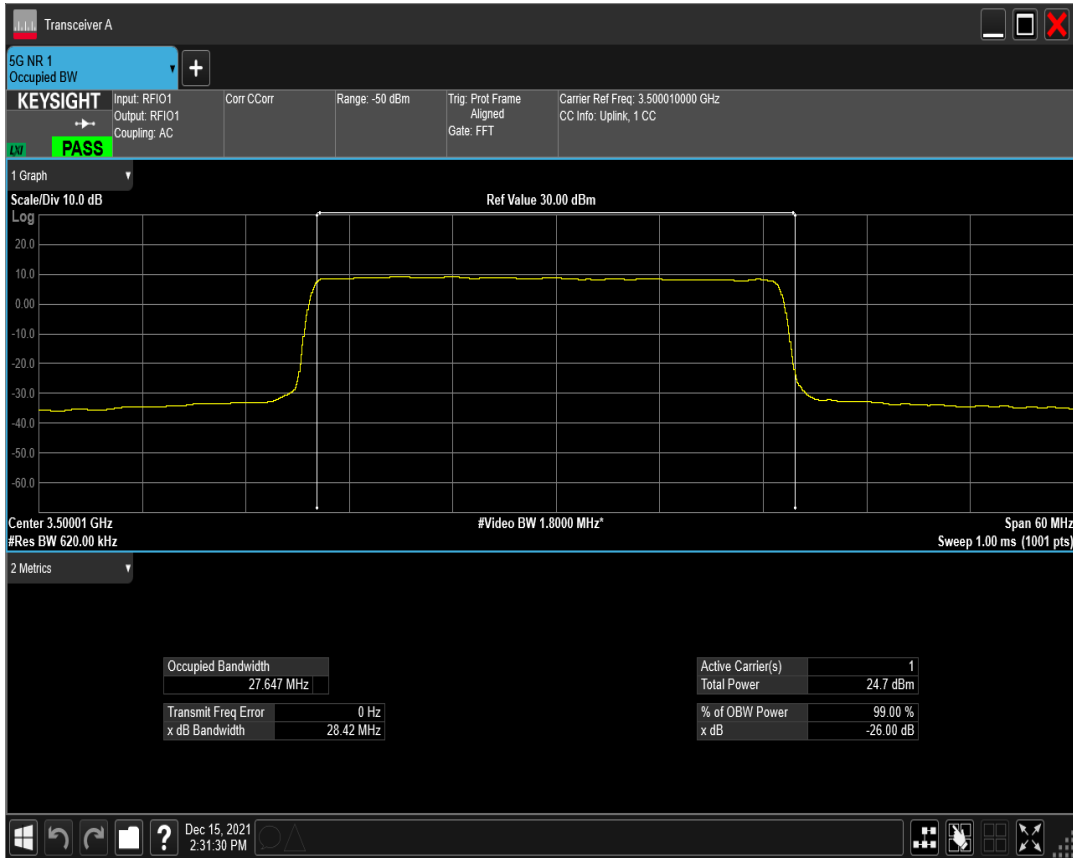 Transceiver A
5G NR 1
Occupied BW
KEYSIGHT
LXI
PASS
Input: RFIO1
Output: RFIO1
Coupling: AC
Corr CCorr
Range: -50 dBm
Trig: Prot Frame
Aligned
Gate: FFT
Carrier Ref Freq: 3.500010000 GHz
CC Info: Uplink, 1 CC
1 Graph
Scale/Div 10.0 dB
Ref Value 30.00 dBm
Log
20.0
10.0
0.00
-10.0
-20.0
-30.0
-40.0
-50.0
-60.0
Center 3.50001 GHz
#Video BW 1.8000 MHz*
Span 60 MHz
#Res BW 620.00 kHz
Sweep 1.00 ms (1001 pts)
2 Metrics
Occupied Bandwidth
27.647 MHz
Transmit Freq Error 0 Hz
x dB Bandwidth 28.42 MHz
Active Carrier(s) 1
Total Power 24.7 dBm
% of OBW Power 99.00 %
x dB -26.00 dB
?
Dec 15, 2021
2:31:30 PM